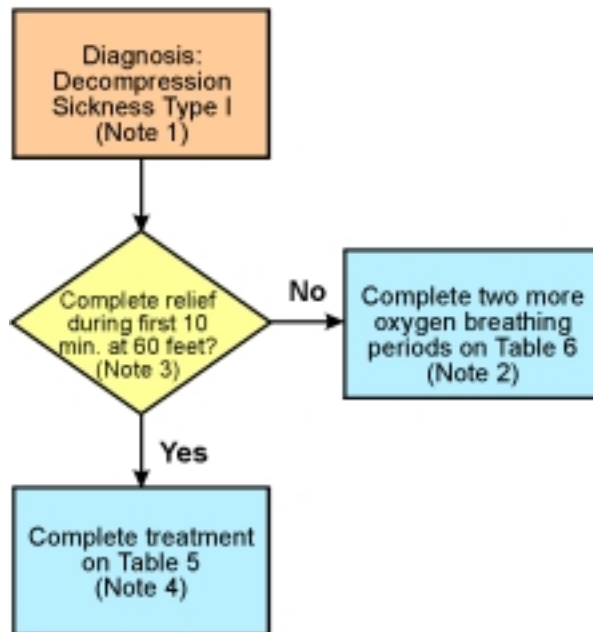 Diagnosis:
Decompression
Sickness Type I
(Note 1)
Complete relief
during first 10
min. at 60 feet?
(Note 3)
No
Complete two more
oxygen breathing
periods on Table 6
(Note 2)
Yes
Complete treatment
on Table 5
(Note 4)